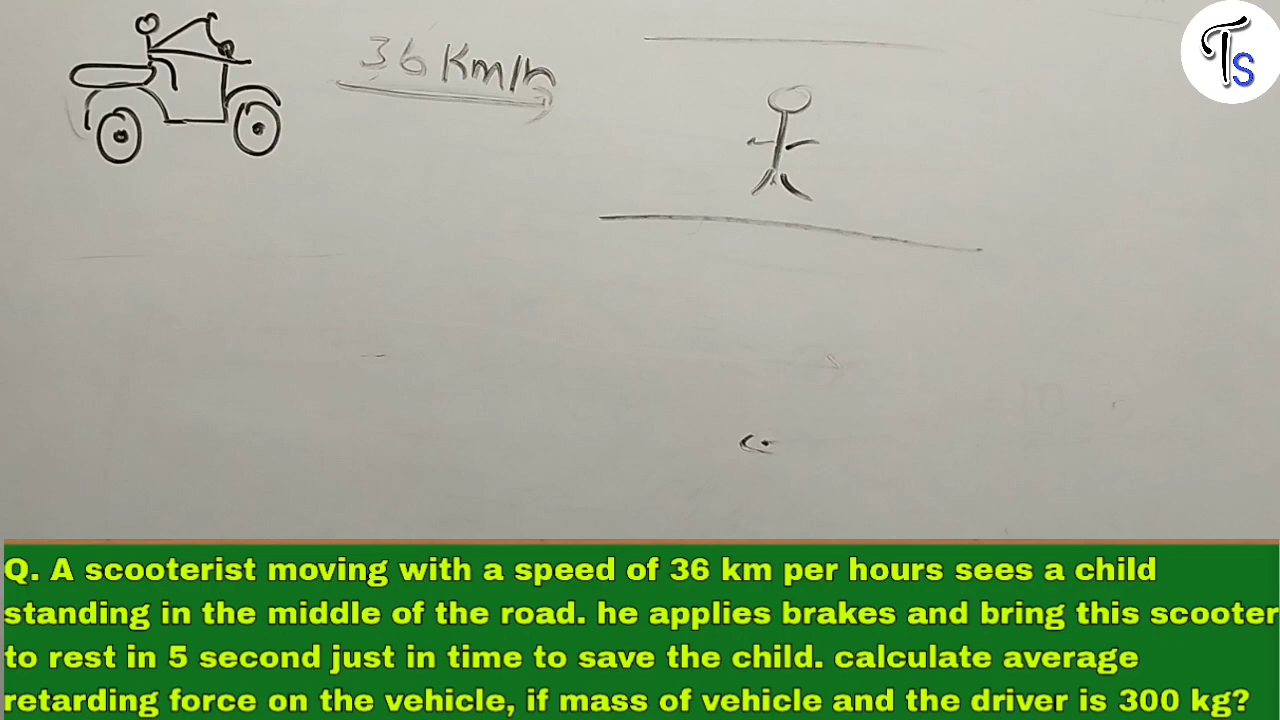 36 Km/h
Ts
Q. A scooterist moving with a speed of 36 km per hours sees a child
standing in the middle of the road. he applies brakes and bring this scooter
to rest in 5 second just in time to save the child. calculate average
retarding force on the vehicle, if mass of vehicle and the driver is 300 kg?